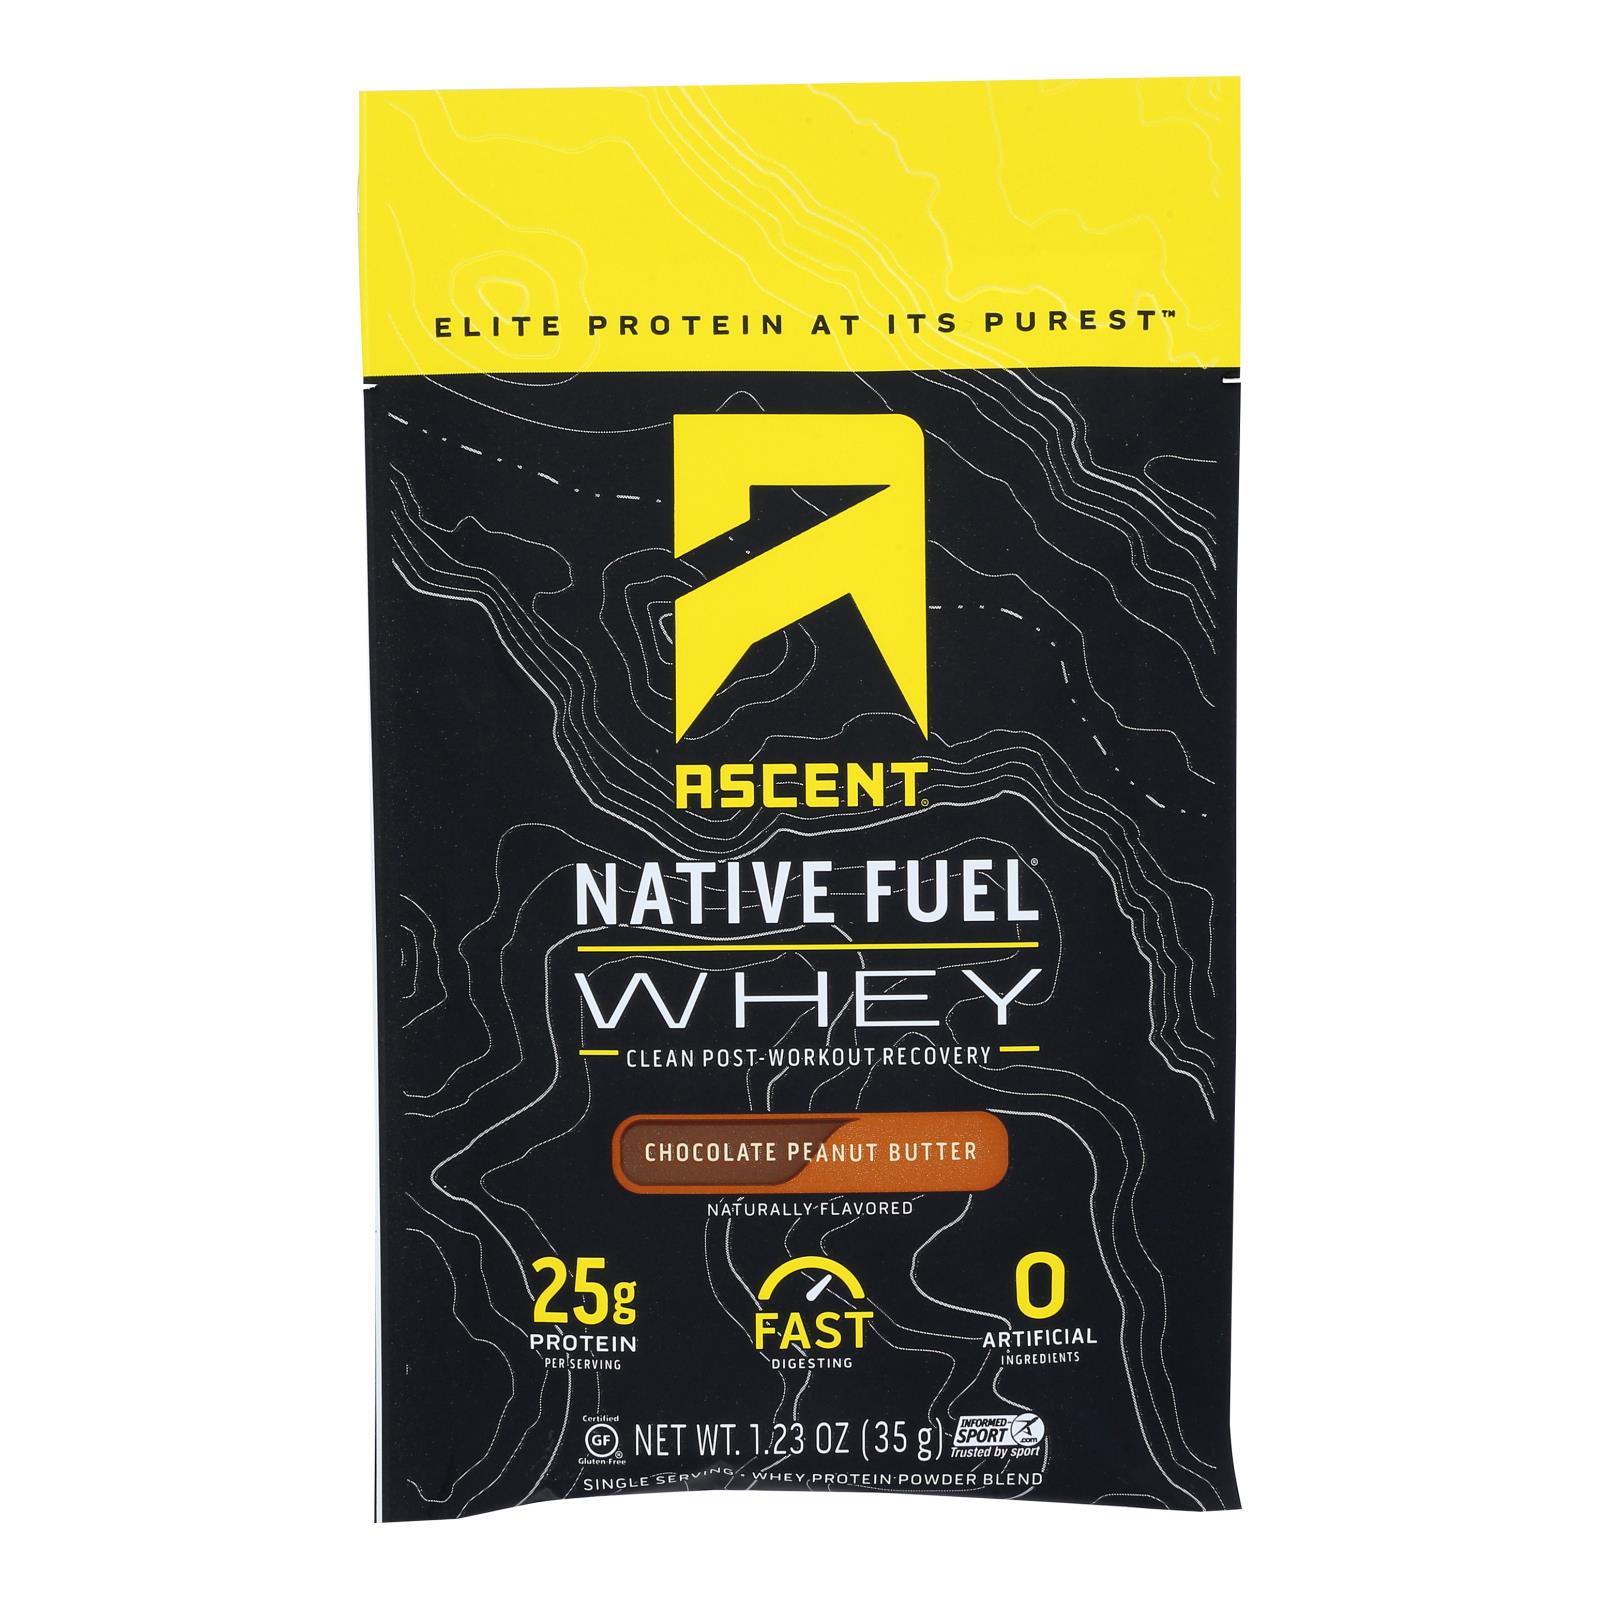 ELITE PROTEIN AT ITS PUREST™
ASCENT®
NATIVE FUEL®
WHEY
CLEAN POST-WORKOUT RECOVERY
CHOCOLATE PEANUT BUTTER
NATURALLY FLAVORED
25g
PROTEIN
PER SERVING
FAST
DIGESTING
0
ARTIFICIAL
INGREDIENTS
Certified
GF®
Gluten-Free
NET WT. 1.23 OZ (35 g)
INFORMED-
SPORT
.com
Trusted by sport
SINGLE SERVING - WHEY PROTEIN POWDER BLEND